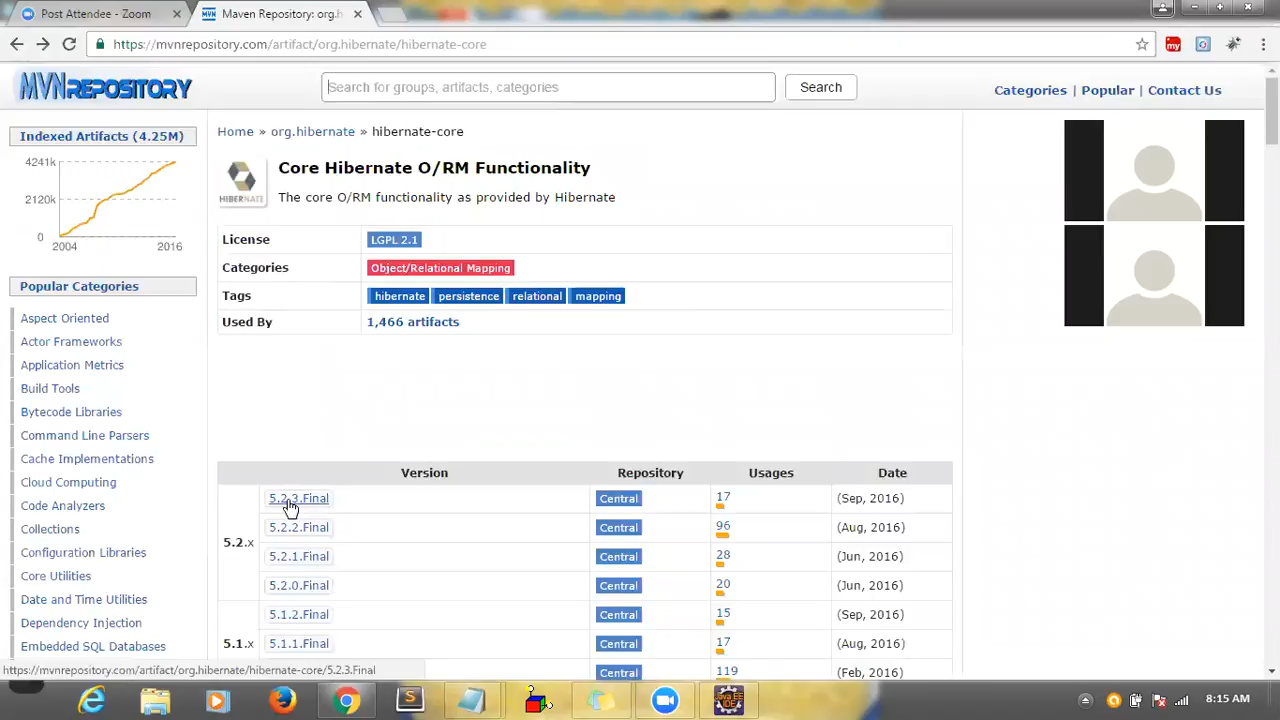 Post Attendee - Zoom
Maven Repository: org.h
https://mvnrepository.com/artifact/org.hibernate/hibernate-core
my
MVNREPOSITORY
Search for groups, artifacts, categories
Search
Categories | Popular | Contact Us
Indexed Artifacts (4.25M)
4241k
2120k
0
2004 2016
Popular Categories
Aspect Oriented
Actor Frameworks
Application Metrics
Build Tools
Bytecode Libraries
Command Line Parsers
Cache Implementations
Cloud Computing
Code Analyzers
Collections
Configuration Libraries
Core Utilities
Date and Time Utilities
Dependency Injection
Embedded SQL Databases
Home » org.hibernate » hibernate-core
HIBERNATE
Core Hibernate O/RM Functionality
The core O/RM functionality as provided by Hibernate
License LGPL 2.1
Categories Object/Relational Mapping
Tags hibernate persistence relational mapping
Used By 1,466 artifacts
Version Repository Usages Date
5.2.x
5.2.3.Final Central 17 (Sep, 2016)
5.2.2.Final Central 96 (Aug, 2016)
5.2.1.Final Central 28 (Jun, 2016)
5.2.0.Final Central 20 (Jun, 2016)
5.1.x
5.1.2.Final Central 15 (Sep, 2016)
5.1.1.Final Central 17 (Aug, 2016)
Central 119 (Feb, 2016)
https://mvnrepository.com/artifact/org.hibernate/hibernate-core/5.2.3.Final
Java EE
IDE
8:15 AM